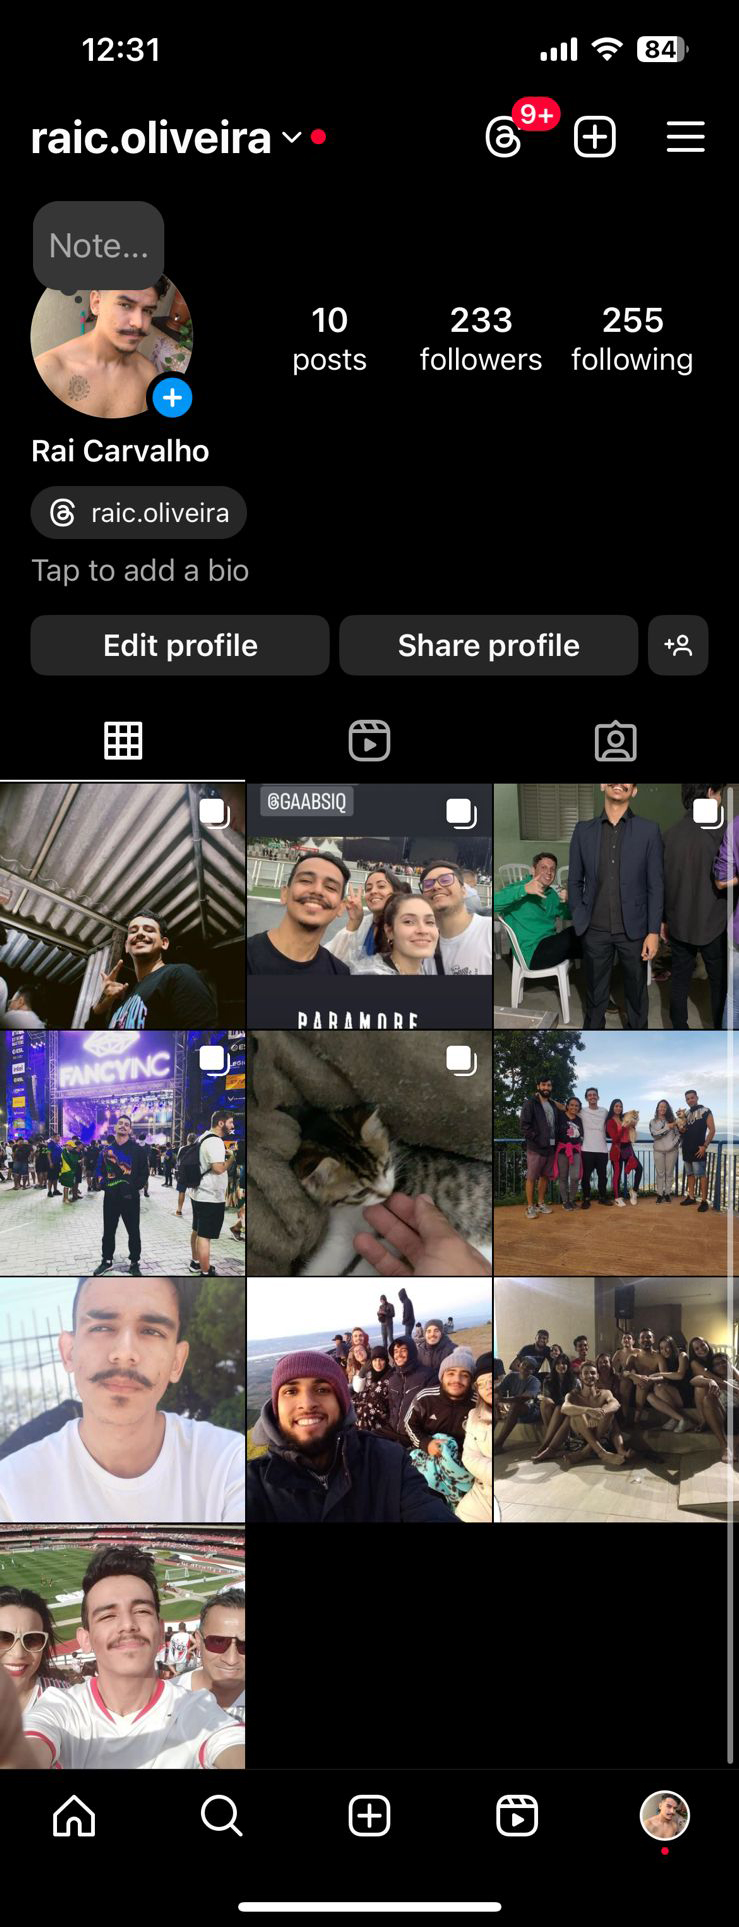 12:31
84
raic.oliveira
9+
Note...
10
posts
233
followers
255
following
Rai Carvalho
raic.oliveira
Tap to add a bio
Edit profile
Share profile
@GAABSIQ
PARAMORE
FANCYNC